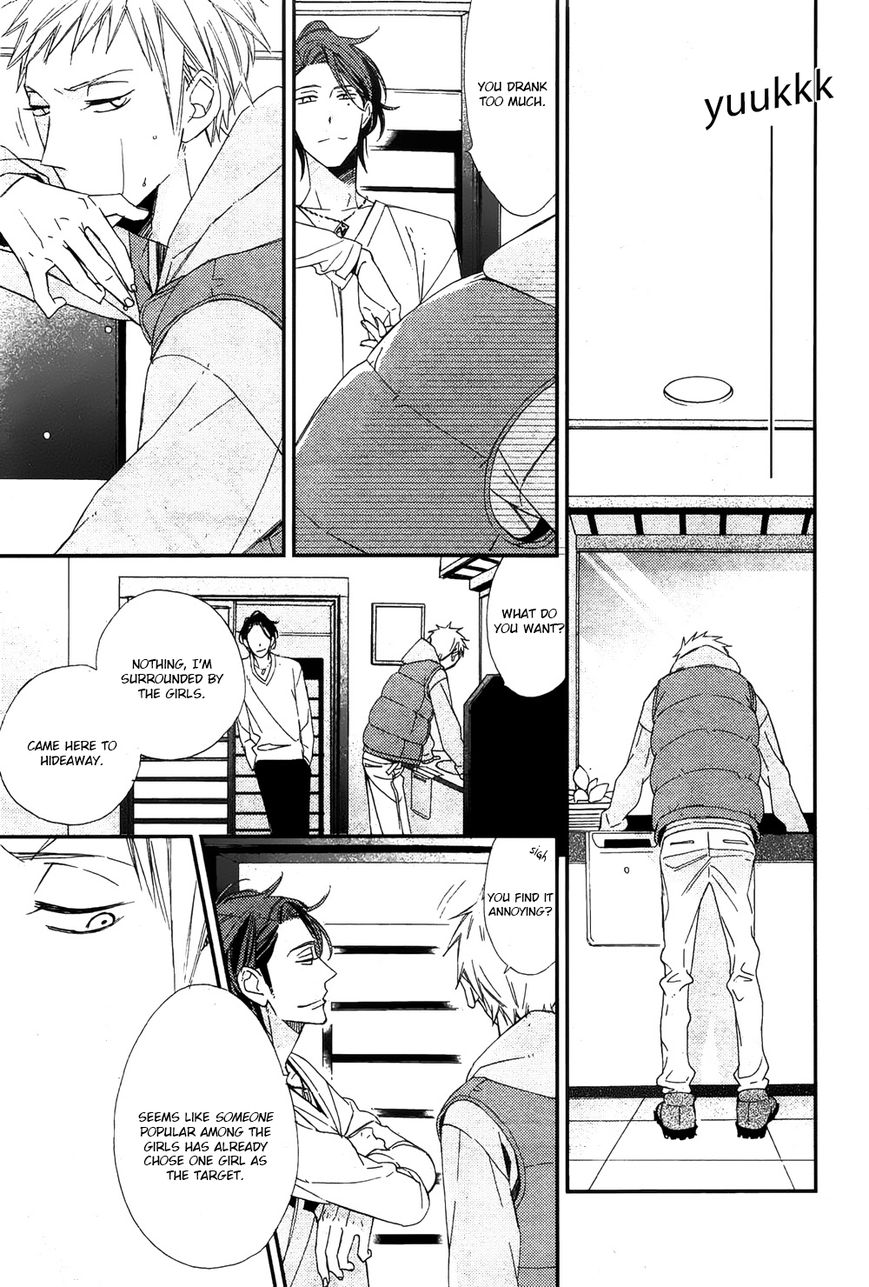 yuukkk
YOU DRANK
TOO MUCH.
WHAT DO
YOU WANT?
NOTHING, I'M
SURROUNDED BY
THE GIRLS.
CAME HERE TO
HIDEAWAY.
sigh
YOU FIND IT
ANNOYING?
SEEMS LIKE SOMEONE
POPULAR AMONG THE
GIRLS HAS ALREADY
CHOSE ONE GIRL AS
THE TARGET.